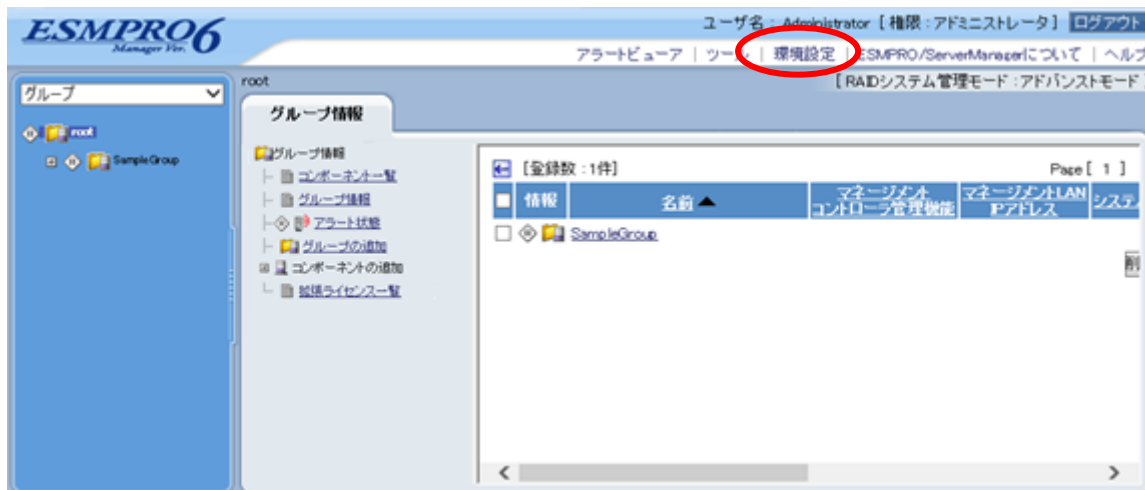 ESMPRO6
Manager Ver.
ユーザ名 : Administrator [ 権限 : アドミニストレータ ] ログアウト
アラートビューア | ツール | 環境設定 | ESMPRO/ServerManagerについて | ヘルプ
グループ
root
SampleGroup
root
[ RAIDシステム管理モード : アドバンストモード
グループ情報
グループ情報
コンポーネント一覧
グループ情報
アラート状態
グループの追加
コンポーネントの追加
拡張ライセンス一覧
[登録数 : 1件]
Page [ 1 ]
情報 名前▲ マネージメントコントローラ管理機能 マネージメントLAN IPアドレス システ
SampleGroup
削